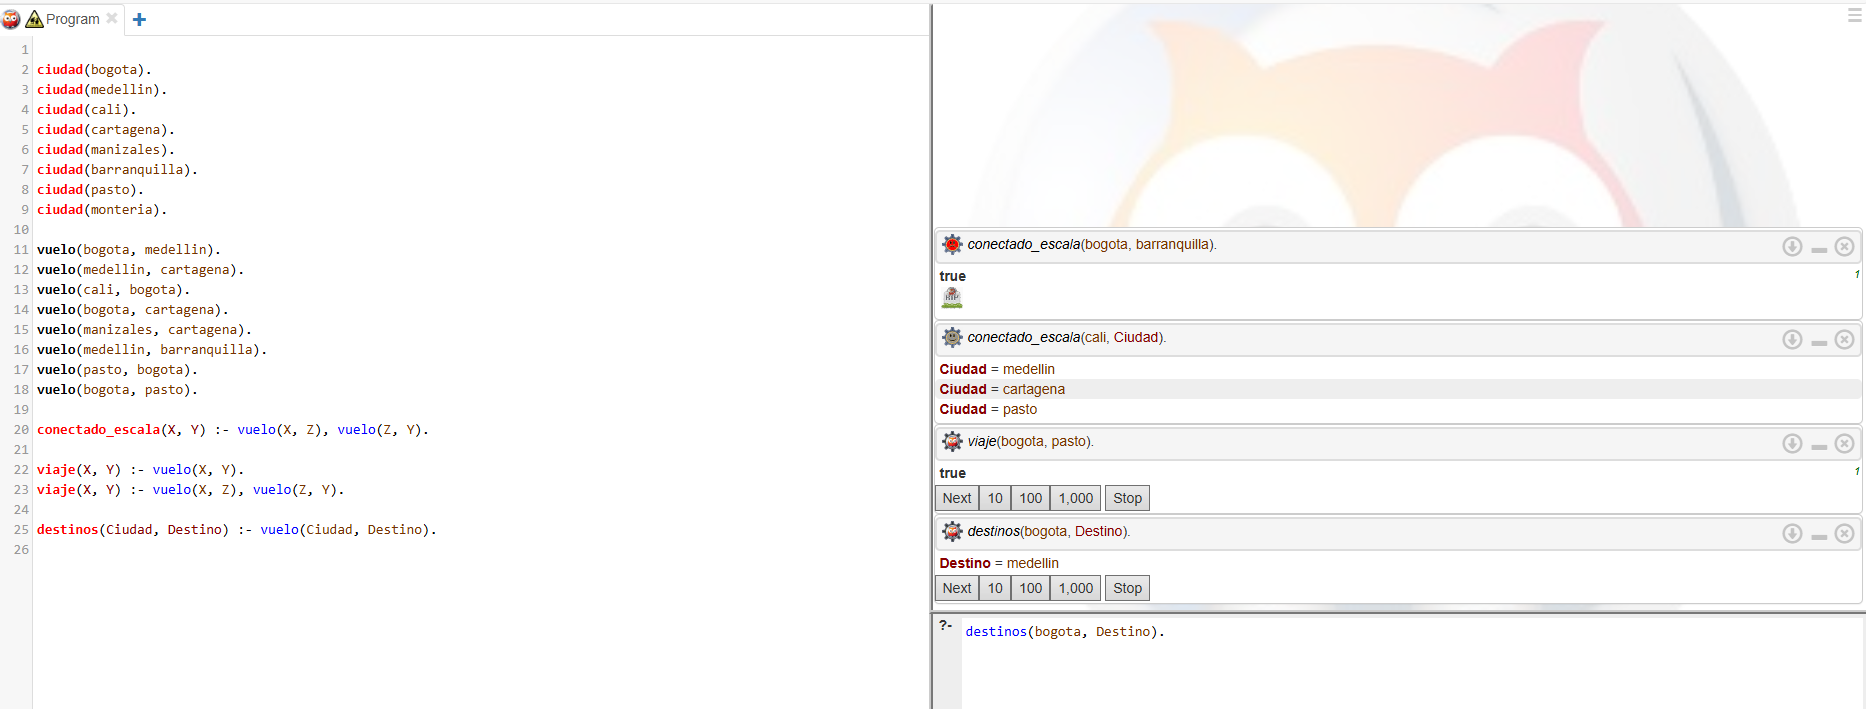 Program
1
2 ciudad(bogota).
3 ciudad(medellin).
4 ciudad(cali).
5 ciudad(cartagena).
6 ciudad(manizales).
7 ciudad(barranquilla).
8 ciudad(pasto).
9 ciudad(monteria).
10
11 vuelo(bogota, medellin).
12 vuelo(medellin, cartagena).
13 vuelo(cali, bogota).
14 vuelo(bogota, cartagena).
15 vuelo(manizales, cartagena).
16 vuelo(medellin, barranquilla).
17 vuelo(pasto, bogota).
18 vuelo(bogota, pasto).
19
20 conectado_escala(X, Y) :- vuelo(X, Z), vuelo(Z, Y).
21
22 viaje(X, Y) :- vuelo(X, Y).
23 viaje(X, Y) :- vuelo(X, Z), vuelo(Z, Y).
24
25 destinos(Ciudad, Destino) :- vuelo(Ciudad, Destino).
26
conectado_escala(bogota, barranquilla).
true 1
RIP
conectado_escala(cali, Ciudad).
Ciudad = medellin
Ciudad = cartagena
Ciudad = pasto
viaje(bogota, pasto).
true 1
Next 10 100 1,000 Stop
destinos(bogota, Destino).
Destino = medellin
Next 10 100 1,000 Stop
?- destinos(bogota, Destino).